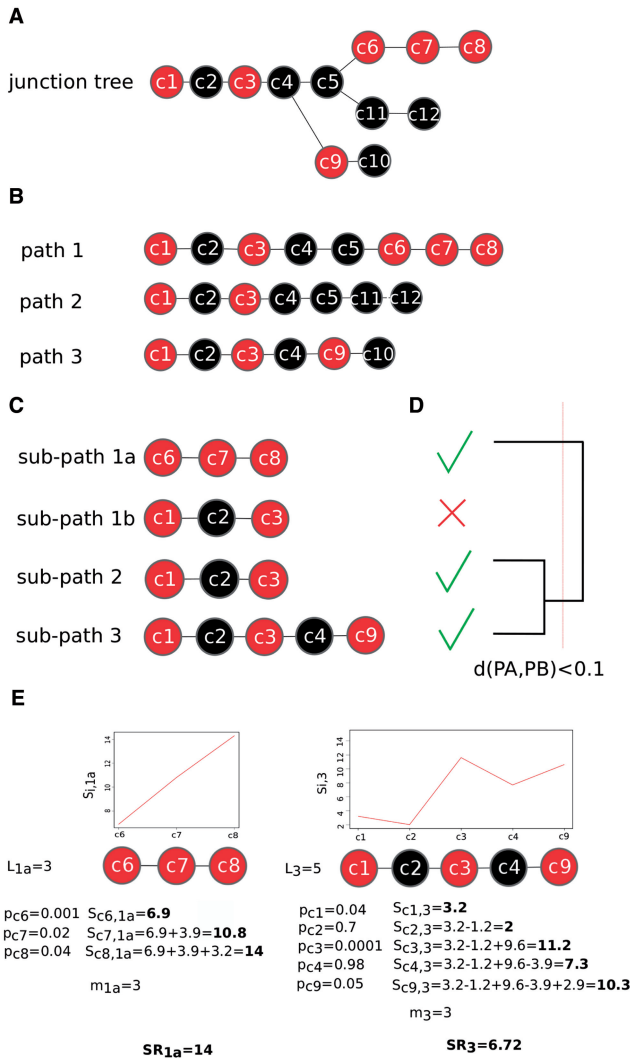 A
junction tree
c1 c2 c3 c4 c5 c6 c7 c8
c11 c12
c9 c10
B
path 1 c1 c2 c3 c4 c5 c6 c7 c8
path 2 c1 c2 c3 c4 c5 c11 c12
path 3 c1 c2 c3 c4 c9 c10
C
sub-path 1a c6 c7 c8
sub-path 1b c1 c2 c3
sub-path 2 c1 c2 c3
sub-path 3 c1 c2 c3 c4 c9
D
d(PA,PB)<0.1
E
Si,1a
14
12
10
8
c6 c7 c8
L1a=3 c6 c7 c8
pc6=0.001 Sc6,1a=6.9
pc7=0.02 Sc7,1a=6.9+3.9=10.8
pc8=0.04 Sc8,1a=6.9+3.9+3.2=14
m1a=3
SR1a=14
Si,3
14
12
10
8
6
4
2
c1 c2 c3 c4 c9
L3=5 c1 c2 c3 c4 c9
pc1=0.04 Sc1,3=3.2
pc2=0.7 Sc2,3=3.2-1.2=2
pc3=0.0001 Sc3,3=3.2-1.2+9.6=11.2
pc4=0.98 Sc4,3=3.2-1.2+9.6-3.9=7.3
pc9=0.05 Sc9,3=3.2-1.2+9.6-3.9+2.9=10.3
m3=3
SR3=6.72